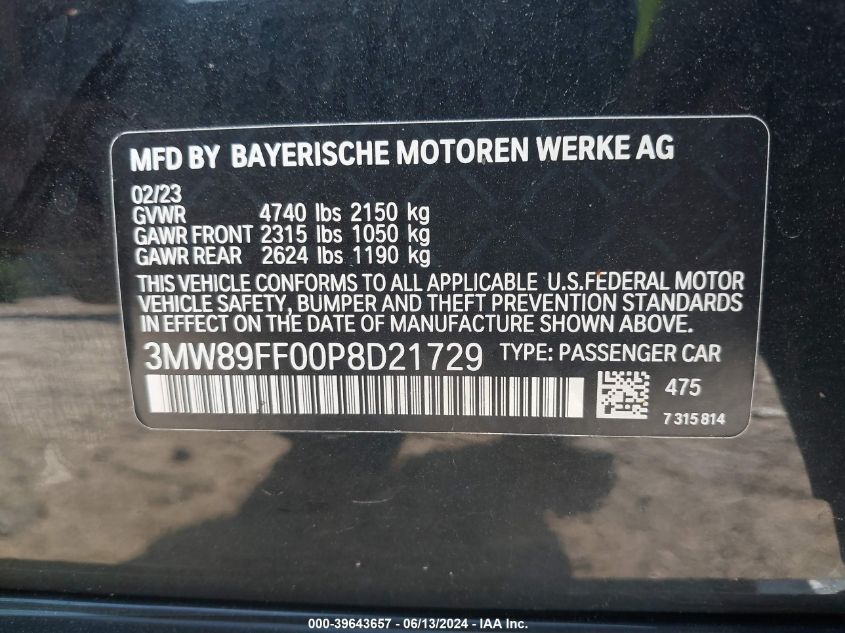 MFD BY BAYERISCHE MOTOREN WERKE AG
02/23
GVWR 4740 lbs 2150 kg
GAWR FRONT 2315 lbs 1050 kg
GAWR REAR 2624 lbs 1190 kg
THIS VEHICLE CONFORMS TO ALL APPLICABLE U.S.FEDERAL MOTOR
VEHICLE SAFETY, BUMPER AND THEFT PREVENTION STANDARDS
IN EFFECT ON THE DATE OF MANUFACTURE SHOWN ABOVE.
3MW89FF00P8D21729 TYPE: PASSENGER CAR
475
7 315 814
000-39643657 - 06/13/2024 - IAA Inc.